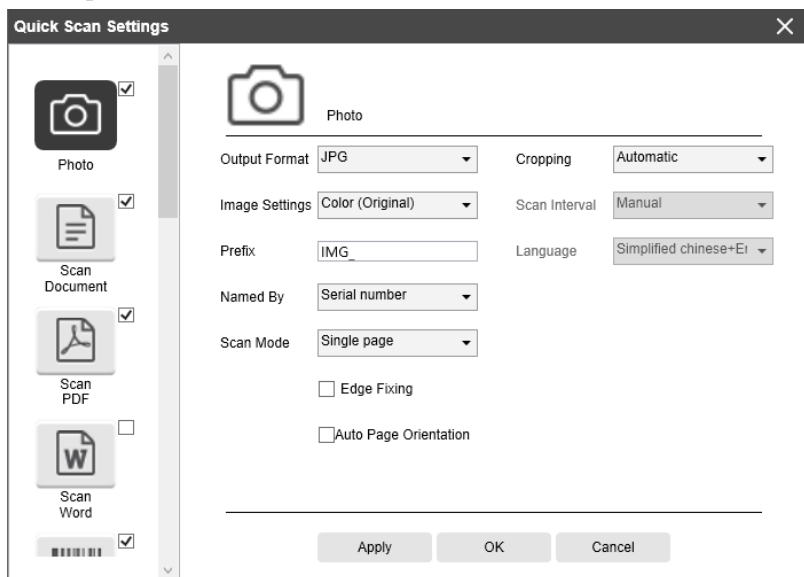 Quick Scan Settings
Photo
Scan
Document
Scan
PDF
W
Scan
Word
Photo
Output Format JPG
Cropping Automatic
Image Settings Color (Original)
Scan Interval Manual
Prefix IMG_
Language Simplified chinese+Er
Named By Serial number
Scan Mode Single page
Edge Fixing
Auto Page Orientation
Apply OK Cancel